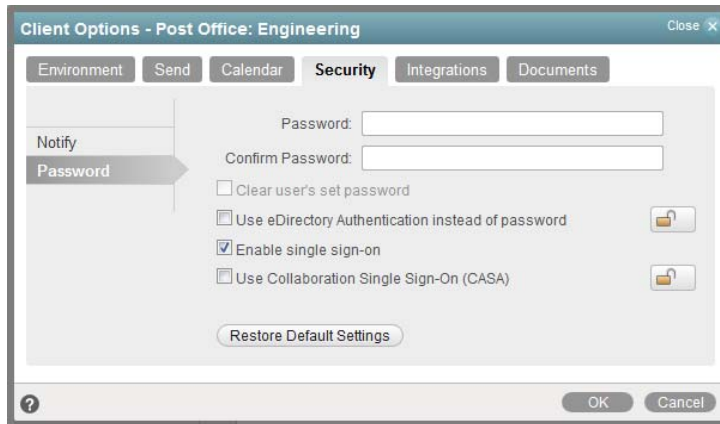 Client Options - Post Office: Engineering
Close
Environment Send Calendar Security Integrations Documents
Password:
Notify
Confirm Password:
Password
Clear user's set password
Use eDirectory Authentication instead of password
Enable single sign-on
Use Collaboration Single Sign-On (CASA)
Restore Default Settings
? OK Cancel